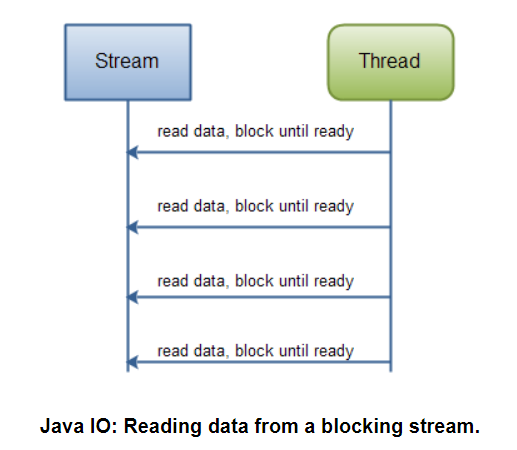 Stream
Thread
read data, block until ready
read data, block until ready
read data, block until ready
read data, block until ready
Java IO: Reading data from a blocking stream.